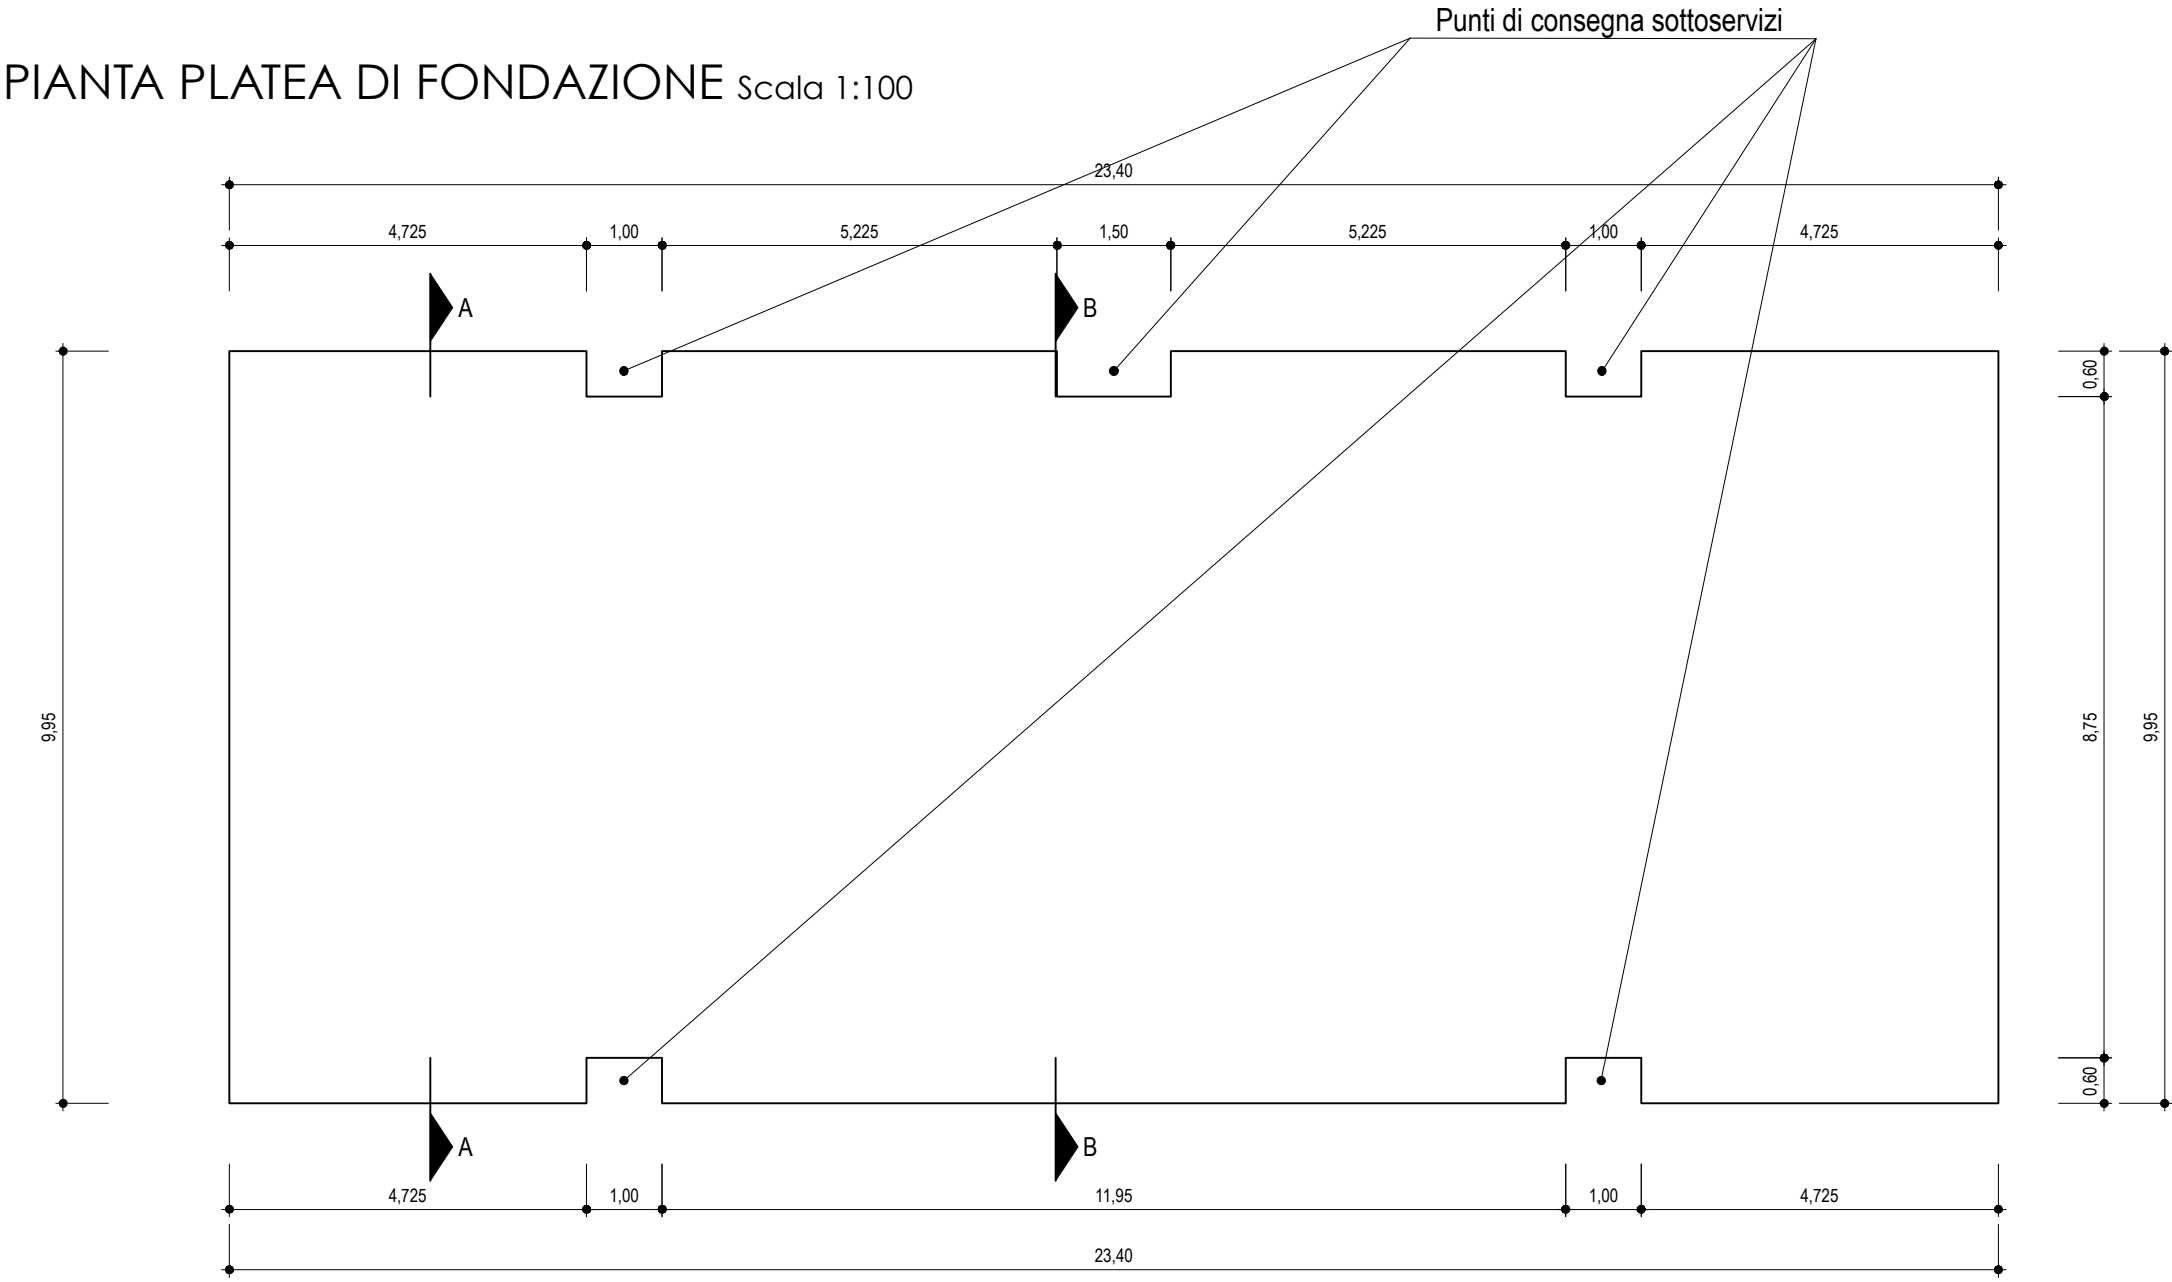 Punti di consegna sottoservizi
PIANTA PLATEA DI FONDAZIONE Scala 1:100
23,40
4,725 1,00 5,225 1,50 5,225 1,00 4,725
A B
0,60
9,95 8,75 9,95
0,60
A B
4,725 1,00 11,95 1,00 4,725
23,40